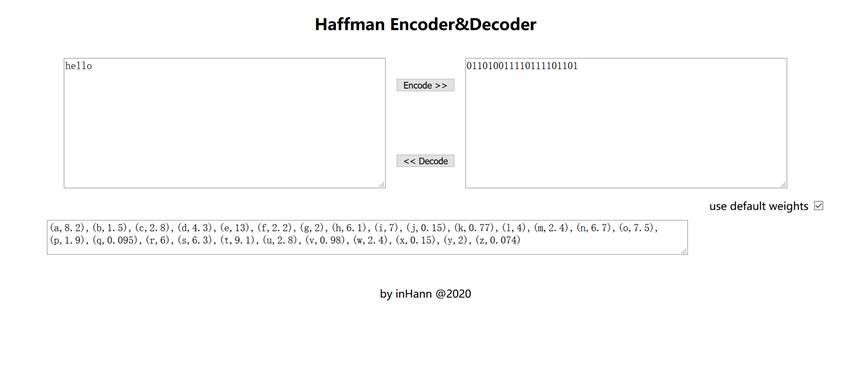 Haffman Encoder&Decoder
hello
011010011110111101101
Encode >>
<< Decode
use default weights
(a,8.2),(b,1.5),(c,2.8),(d,4.3),(e,13),(f,2.2),(g,2),(h,6.1),(i,7),(j,0.15),(k,0.77),(l,4),(m,2.4),(n,6.7),(o,7.5),
(p,1.9),(q,0.095),(r,6),(s,6.3),(t,9.1),(u,2.8),(v,0.98),(w,2.4),(x,0.15),(y,2),(z,0.074)
by inHann @2020